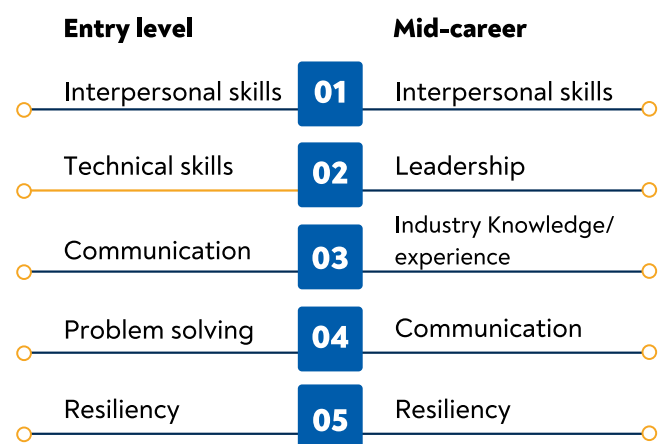 Entry level Mid-career
Interpersonal skills 01 Interpersonal skills
Technical skills 02 Leadership
Communication 03 Industry Knowledge/
experience
Problem solving 04 Communication
Resiliency 05 Resiliency